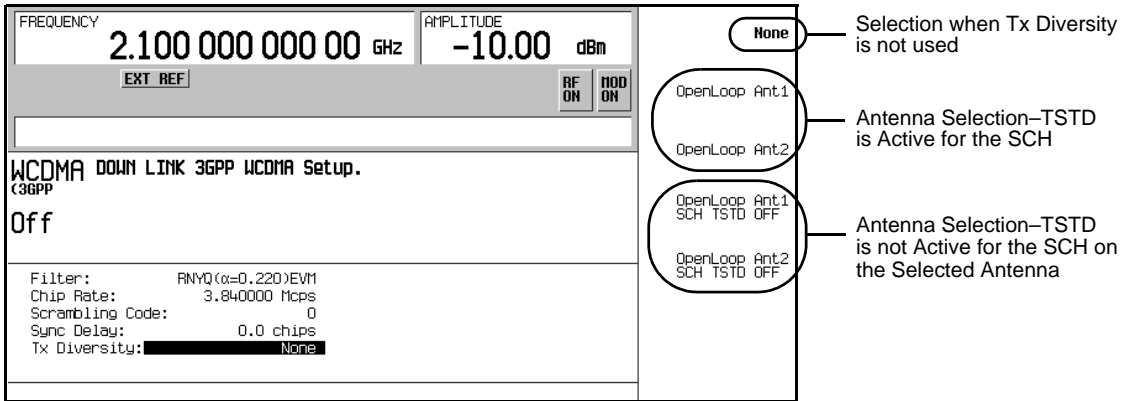 FREQUENCY
2.100 000 000 00 GHz
AMPLITUDE
-10.00 dBm
EXT REF
RF ON
MOD ON
WCDMA DOWN LINK 3GPP WCDMA Setup.
(3GPP
Off
Filter: RNYQ(α=0.220)EVM
Chip Rate: 3.840000 Mcps
Scrambling Code: 0
Sync Delay: 0.0 chips
Tx Diversity: None
None
OpenLoop Ant1
OpenLoop Ant2
OpenLoop Ant1
SCH TSTD OFF
OpenLoop Ant2
SCH TSTD OFF
Selection when Tx Diversity
is not used
Antenna Selection–TSTD
is Active for the SCH
Antenna Selection–TSTD
is not Active for the SCH on
the Selected Antenna